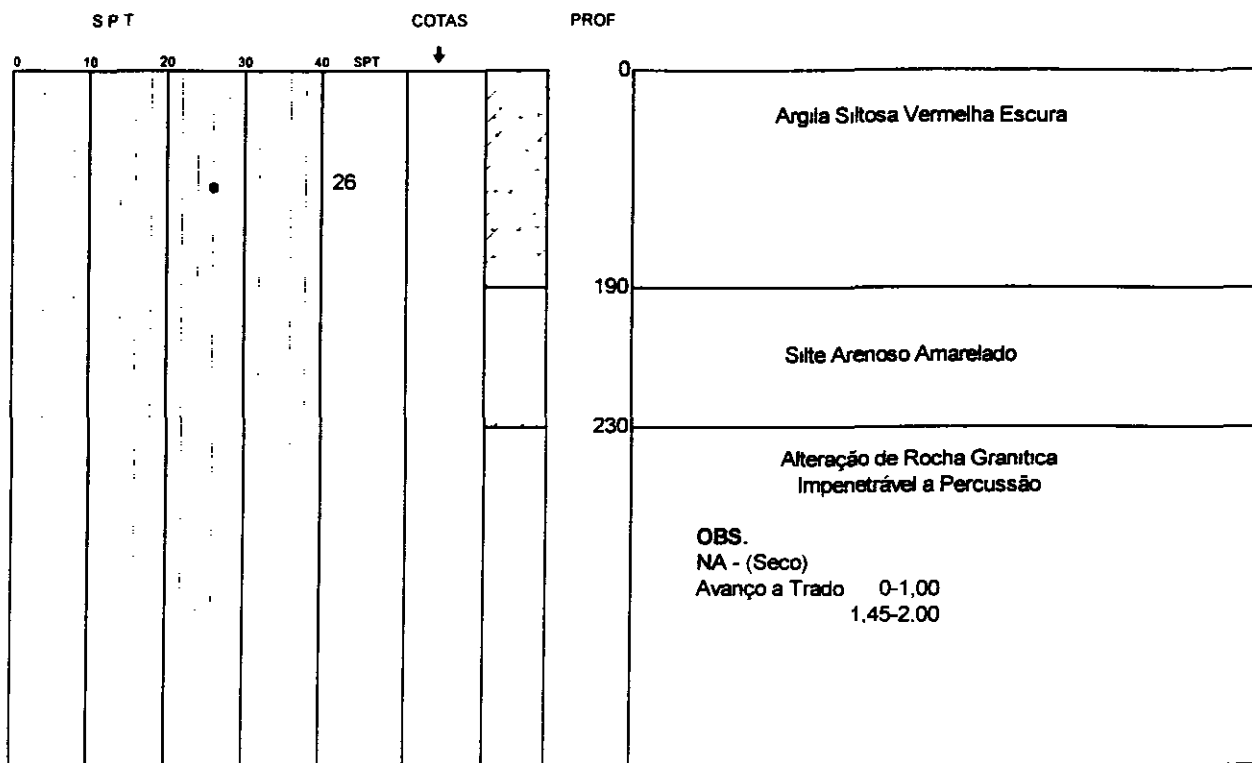 SPT COTAS PROF
0 10 20 30 40 SPT
0
Argila Siltosa Vermelha Escura
26
190
Silte Arenoso Amarelado
230
Alteração de Rocha Granitica
Impenetrável a Percussão
OBS.
NA - (Seco)
Avanço a Trado 0-1,00
1,45-2.00